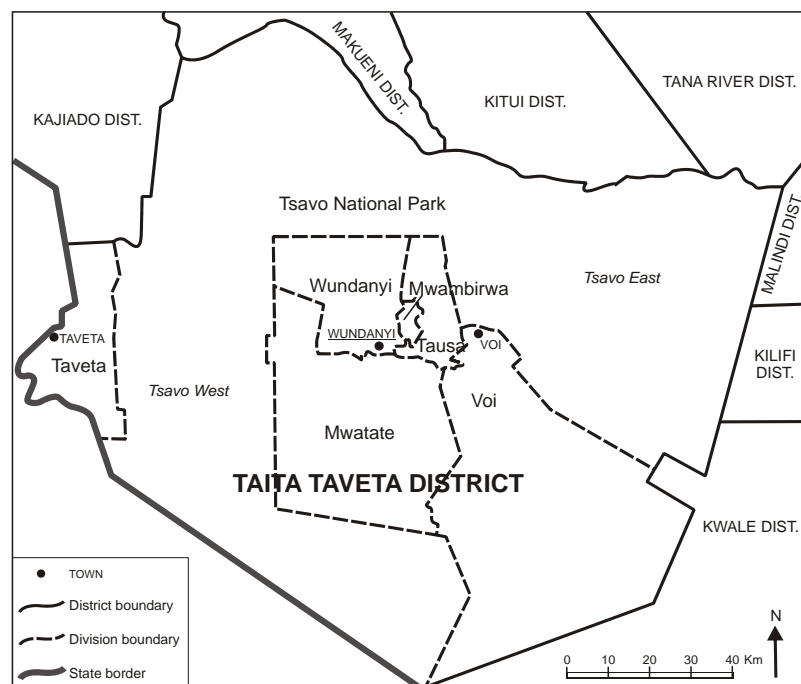 MAKUENI DIST.
TANA RIVER DIST.
KITUI DIST.
KAJIADO DIST.
Tsavo National Park
MALINDI DIST.
Tsavo East
Wundanyi
Mwambirwa
TAVETA
WUNDANYI
Tausa
VOI
Taveta
KILIFI
DIST.
Tsavo West
Voi
Mwatate
TAITA TAVETA DISTRICT
KWALE DIST.
TOWN
District boundary
Division boundary
State border
N
0 10 20 30 40 Km